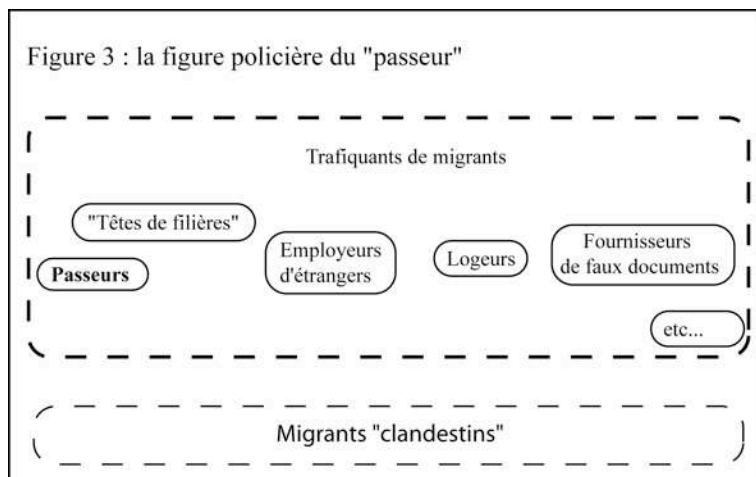 Figure 3 : la figure policière du "passeur"
Trafiquants de migrants
"Têtes de filières"
Passeurs
Employeurs
d'étrangers
Logeurs
Fournisseurs
de faux documents
etc...
Migrants "clandestins"